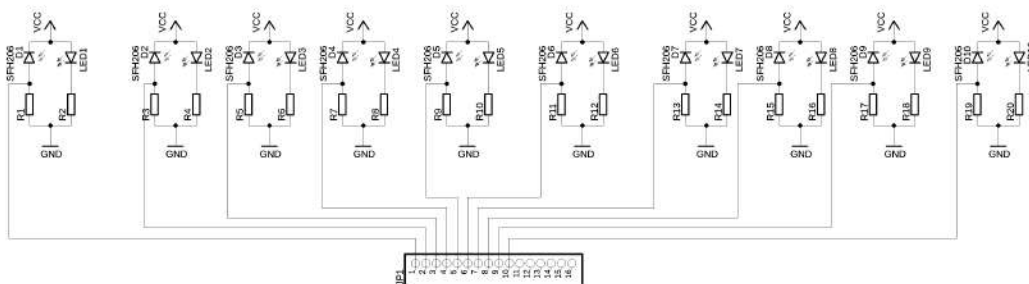 VCC VCC VCC VCC VCC VCC VCC VCC VCC VCC
SFH206 D1 LED1 SFH206 D2 LED2 SFH206 D3 LED3 SFH206 D4 LED4 SFH206 D5 LED5 SFH206 D6 LED6 SFH206 D7 LED7 SFH206 D8 LED8 SFH206 D9 LED9 SFH206 D10
R1 R2 R3 R4 R5 R6 R7 R8 R9 R10 R11 R12 R13 R14 R15 R16 R17 R18 R19 R20
GND GND GND GND GND GND GND GND GND GND
1 2 3 4 5 6 7 8 9 10 11 12 13 14 15 16